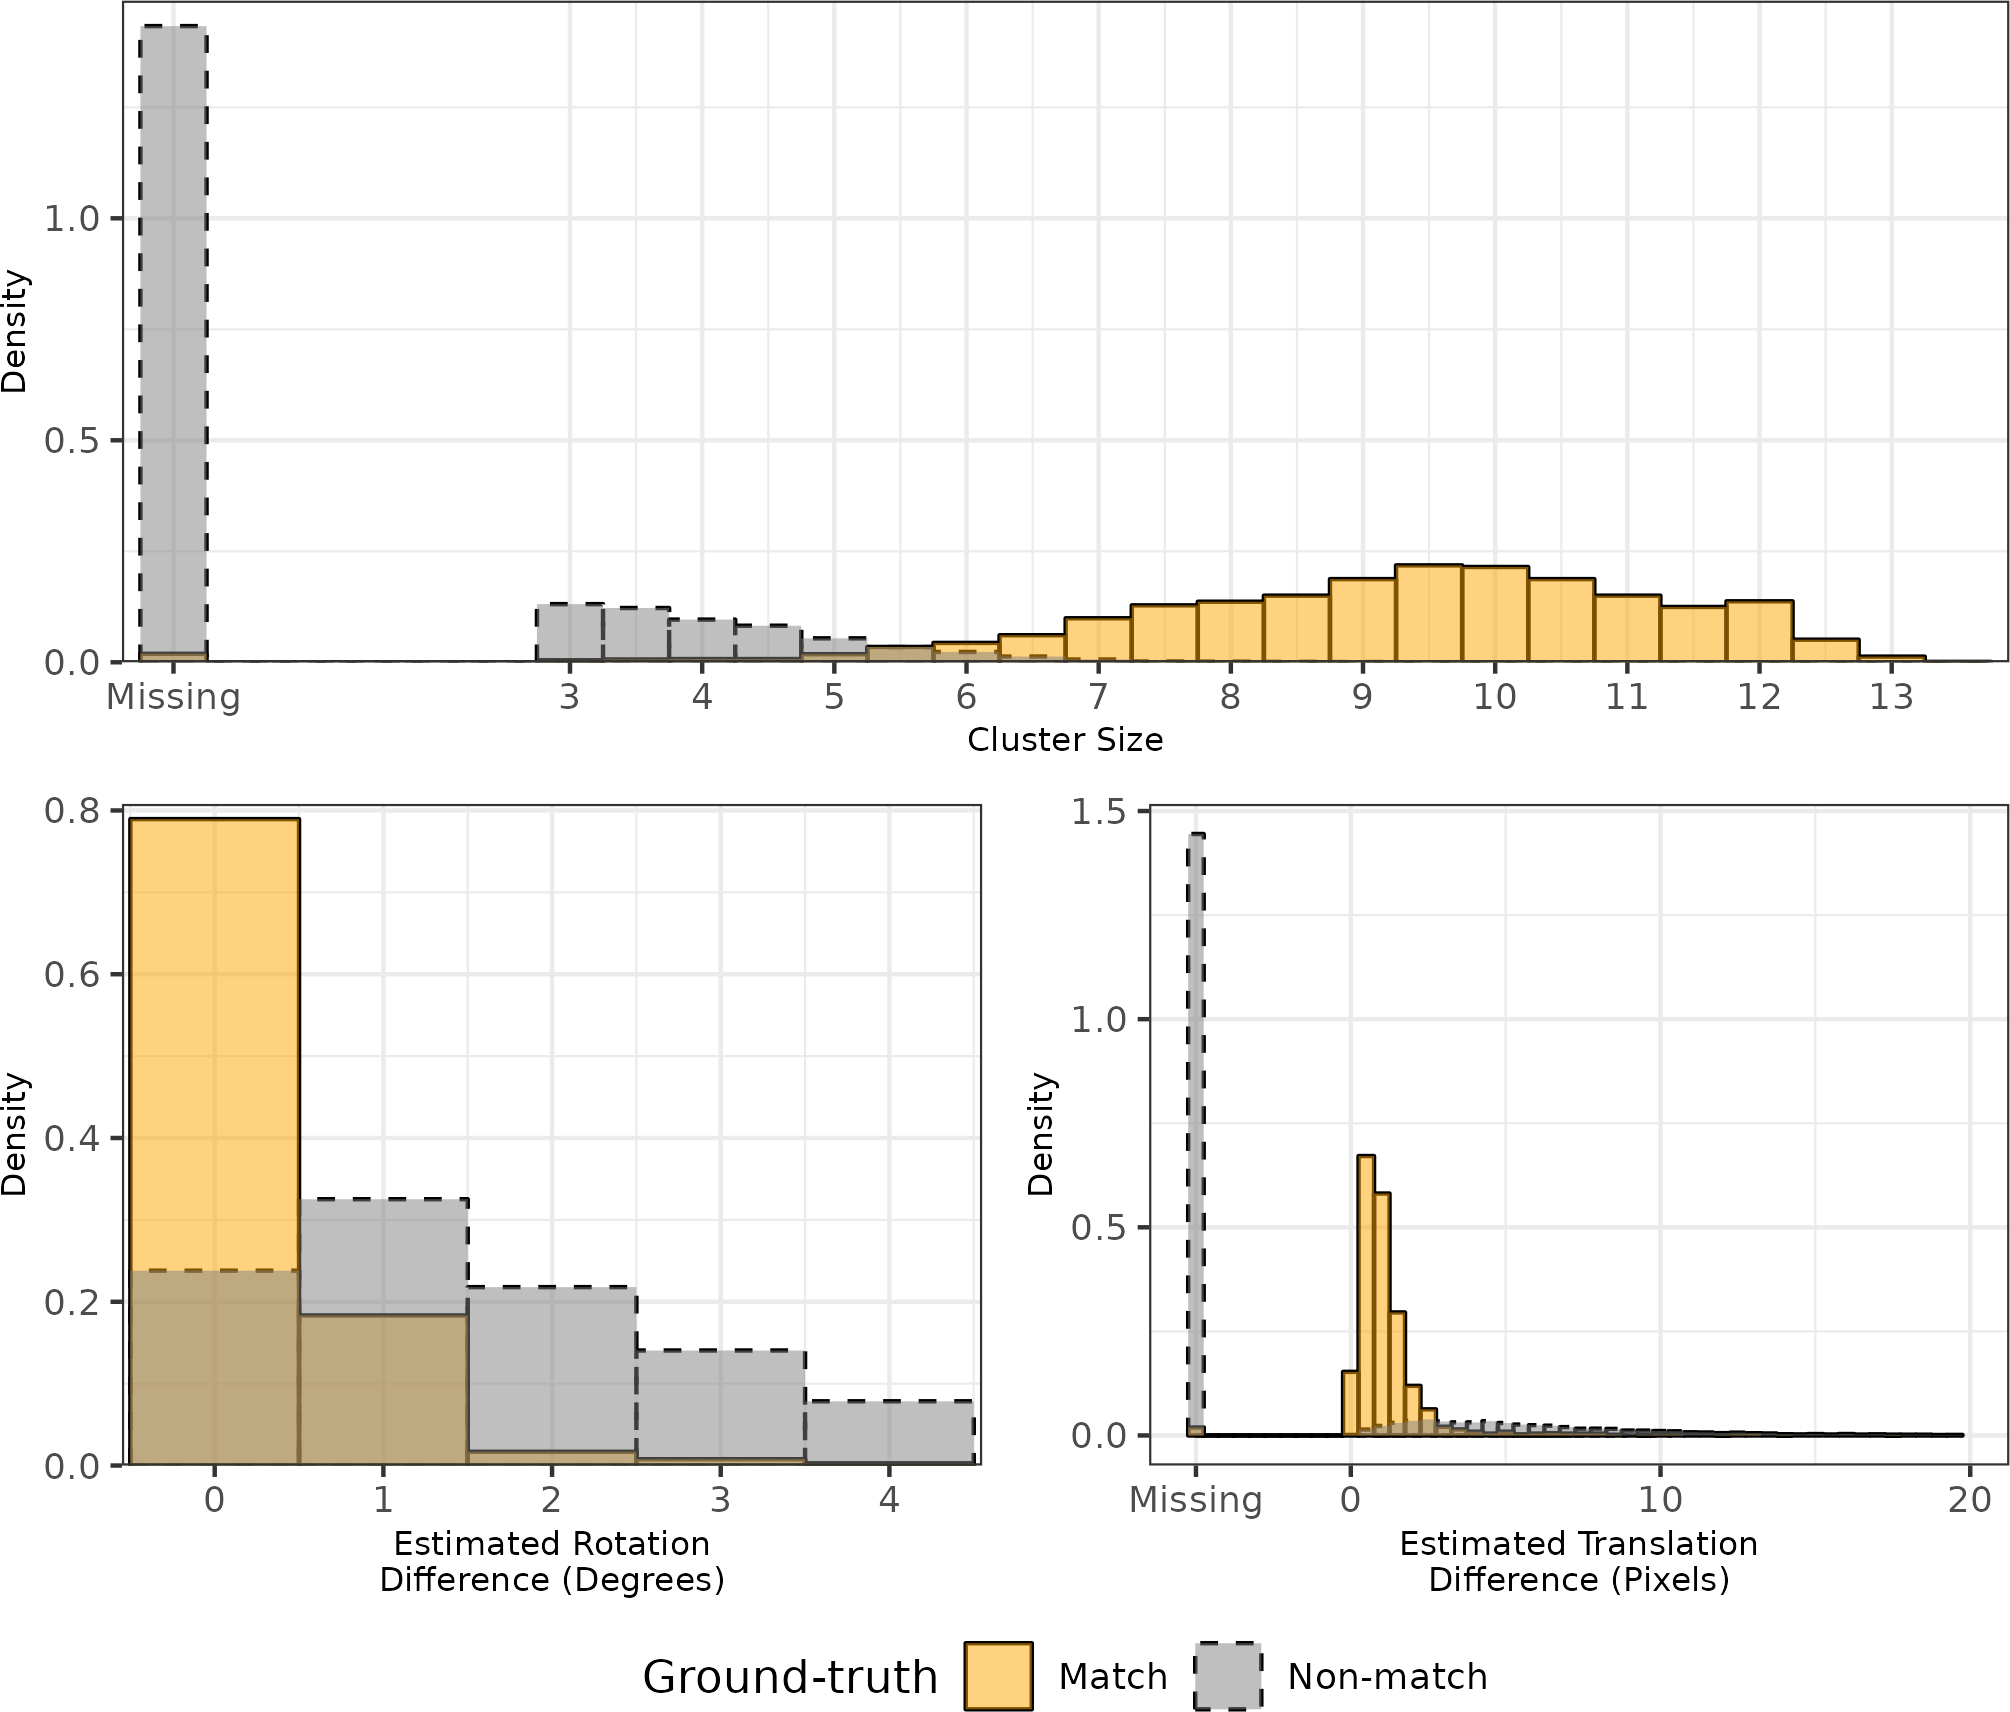 Density
1.0
0.5
0.0
Missing 3 4 5 6 7 8 9 10 11 12 13
Cluster Size
Density
0.8
0.6
0.4
0.2
0.0
0 1 2 3 4
Estimated Rotation
Difference (Degrees)
Density
1.5
1.0
0.5
0.0
Missing 0 10 20
Estimated Translation
Difference (Pixels)
Ground-truth Match Non-match